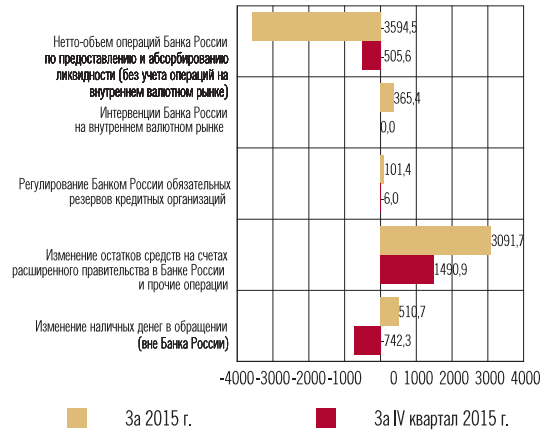 Нетто-объем операций Банка России
по предоставлению и абсорбированию
ликвидности (без учета операций на
внутреннем валютном рынке)
-3594,5
-505,6
Интервенции Банка России
на внутреннем валютном рынке
365,4
0,0
Регулирование Банком России обязательных
резервов кредитных организаций
101,4
-6,0
Изменение остатков средств на счетах
расширенного правительства в Банке России
и прочие операции
3091,7
1490,9
Изменение наличных денег в обращении
(вне Банка России)
510,7
-742,3
-4000 -3000 -2000 -1000 0 1000 2000 3000 4000
За 2015 г.
За IV квартал 2015 г.